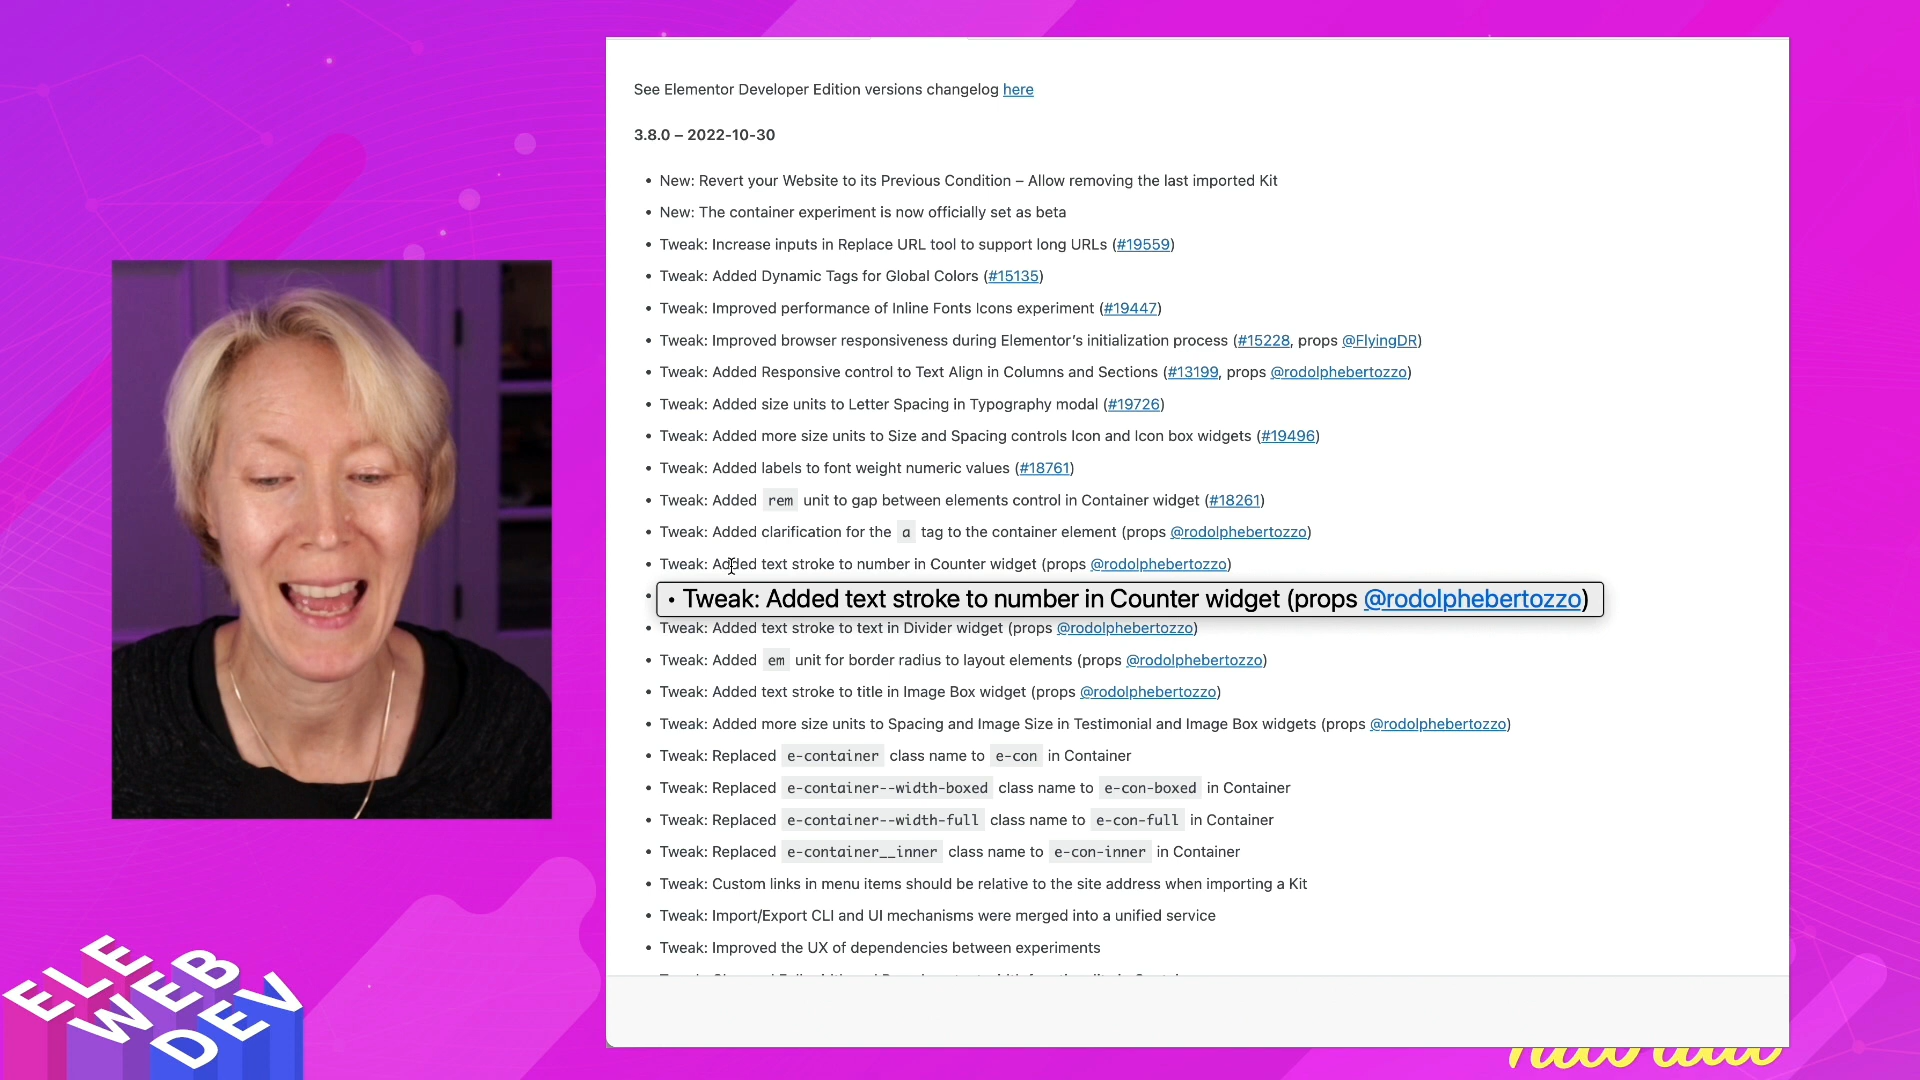 See Elementor Developer Edition versions changelog here
3.8.0 – 2022-10-30
• New: Revert your Website to its Previous Condition – Allow removing the last imported Kit
• New: The container experiment is now officially set as beta
• Tweak: Increase inputs in Replace URL tool to support long URLs (#19559)
• Tweak: Added Dynamic Tags for Global Colors (#15135)
• Tweak: Improved performance of Inline Fonts Icons experiment (#19447)
• Tweak: Improved browser responsiveness during Elementor’s initialization process (#15228, props @FlyingDR)
• Tweak: Added Responsive control to Text Align in Columns and Sections (#13199, props @rodolphebertozzo)
• Tweak: Added size units to Letter Spacing in Typography modal (#19726)
• Tweak: Added more size units to Size and Spacing controls Icon and Icon box widgets (#19496)
• Tweak: Added labels to font weight numeric values (#18761)
• Tweak: Added rem unit to gap between elements control in Container widget (#18261)
• Tweak: Added clarification for the a tag to the container element (props @rodolphebertozzo)
• Tweak: Added text stroke to number in Counter widget (props @rodolphebertozzo)
• Tweak: Added text stroke to number in Counter widget (props @rodolphebertozzo)
• Tweak: Added text stroke to text in Divider widget (props @rodolphebertozzo)
• Tweak: Added em unit for border radius to layout elements (props @rodolphebertozzo)
• Tweak: Added text stroke to title in Image Box widget (props @rodolphebertozzo)
• Tweak: Added more size units to Spacing and Image Size in Testimonial and Image Box widgets (props @rodolphebertozzo)
• Tweak: Replaced e-container class name to e-con in Container
• Tweak: Replaced e-container--width-boxed class name to e-con-boxed in Container
• Tweak: Replaced e-container--width-full class name to e-con-full in Container
• Tweak: Replaced e-container__inner class name to e-con-inner in Container
• Tweak: Custom links in menu items should be relative to the site address when importing a Kit
• Tweak: Import/Export CLI and UI mechanisms were merged into a unified service
• Tweak: Improved the UX of dependencies between experiments
ELE
WEB
DEV